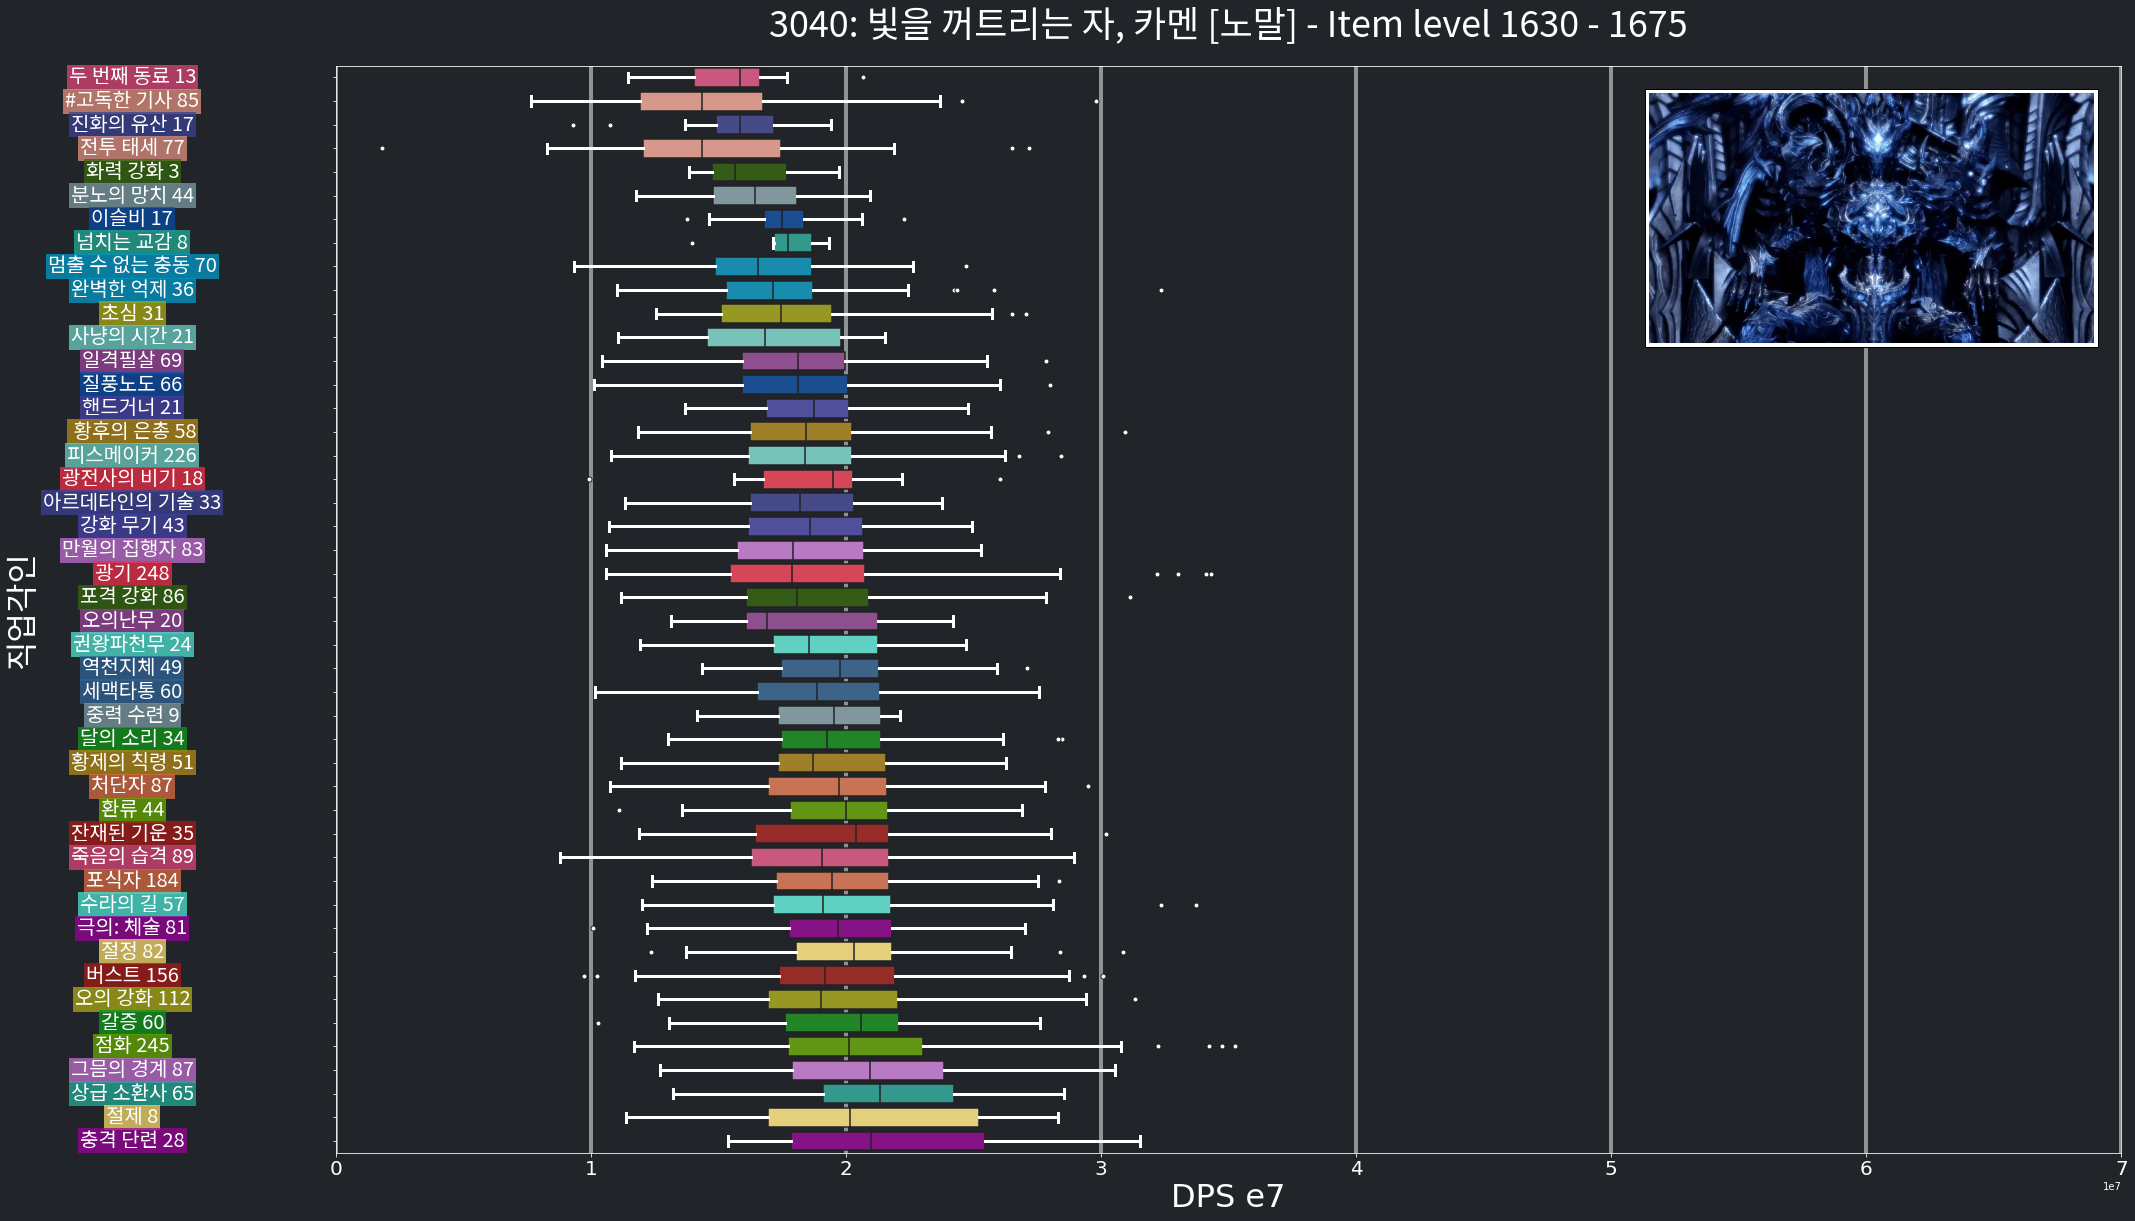 3040: 빛을 꺼트리는 자, 카멘 [노말] - Item level 1630 - 1675
두 번째 동료 13
#고독한 기사 85
진화의 유산 17
전투 태세 77
화력 강화 3
분노의 망치 44
이슬비 17
넘치는 교감 8
멈출 수 없는 충동 70
완벽한 억제 36
초심 31
사냥의 시간 21
일격필살 69
질풍노도 66
핸드거너 21
황후의 은총 58
피스메이커 226
광전사의 비기 18
아르데타인의 기술 33
강화 무기 43
만월의 집행자 83
광기 248
포격 강화 86
오의난무 20
권왕파천무 24
역천지체 49
세맥타통 60
중력 수련 9
달의 소리 34
황제의 칙령 51
처단자 87
환류 44
잔재된 기운 35
죽음의 습격 89
포식자 184
수라의 길 57
극의: 체술 81
절정 82
버스트 156
오의 강화 112
갈증 60
점화 245
그믐의 경계 87
상급 소환사 65
절제 8
충격 단련 28
직업각인
0 1 2 3 4 5 6 7
1e7
DPS e7